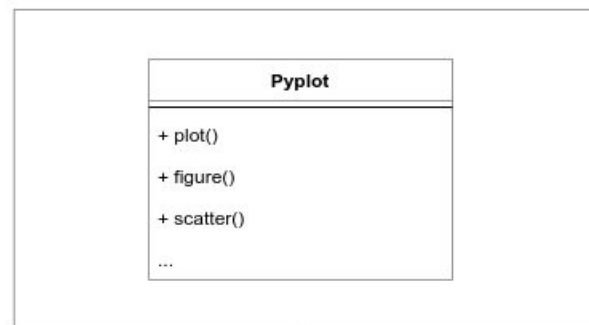 Pyplot
+ plot()
+ figure()
+ scatter()
...